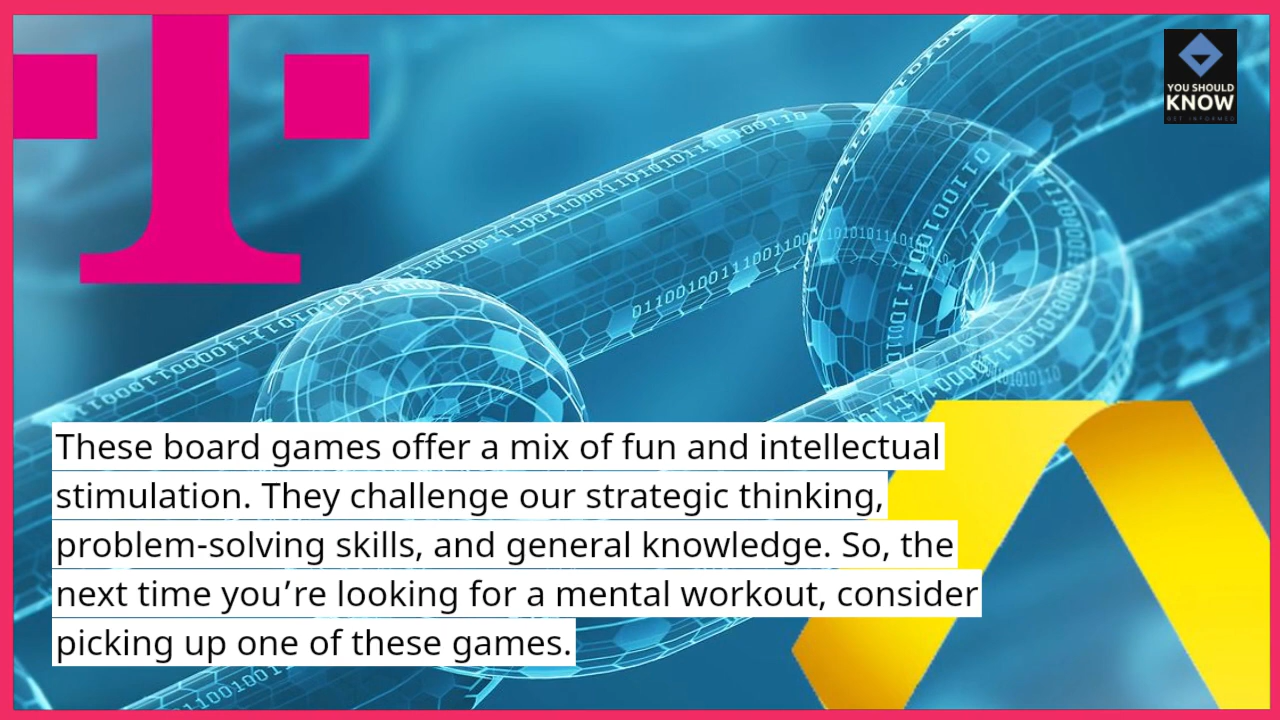 YOU SHOULD
KNOW
GET INFORMED
These board games offer a mix of fun and intellectual
stimulation. They challenge our strategic thinking,
problem-solving skills, and general knowledge. So, the
next time you’re looking for a mental workout, consider
picking up one of these games.